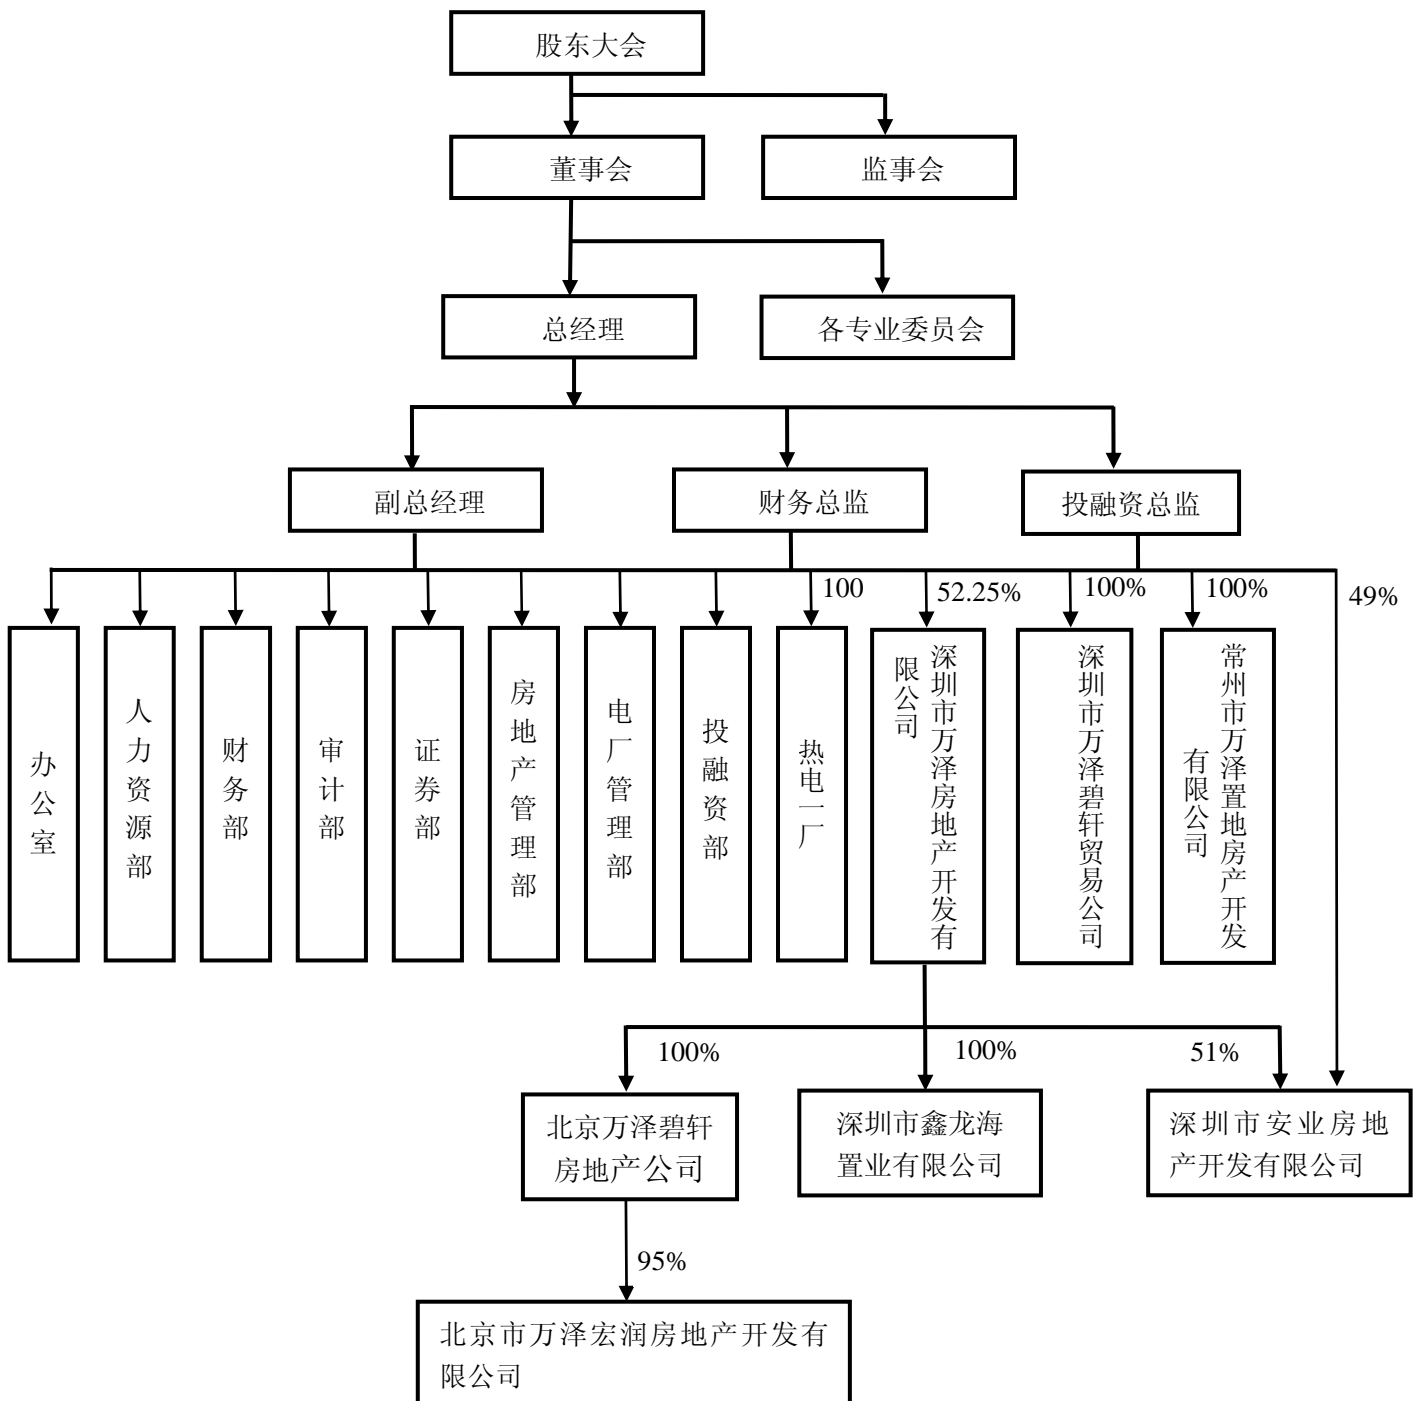 股东大会
董事会
监事会
总经理
各专业委员会
副总经理
财务总监
投融资总监
100
52.25%
100%
100%
49%
办公室
人力资源部
财务部
审计部
证券部
房地产管理部
电厂管理部
投融资部
热电一厂
深圳市万泽房地产开发有
限公司
深圳市万泽碧轩贸易公司
常州市万泽置地房产开发
有限公司
100%
100%
51%
北京万泽碧轩
房地产公司
深圳市鑫龙海
置业有限公司
深圳市安业房地
产开发有限公司
95%
北京市万泽宏润房地产开发有
限公司